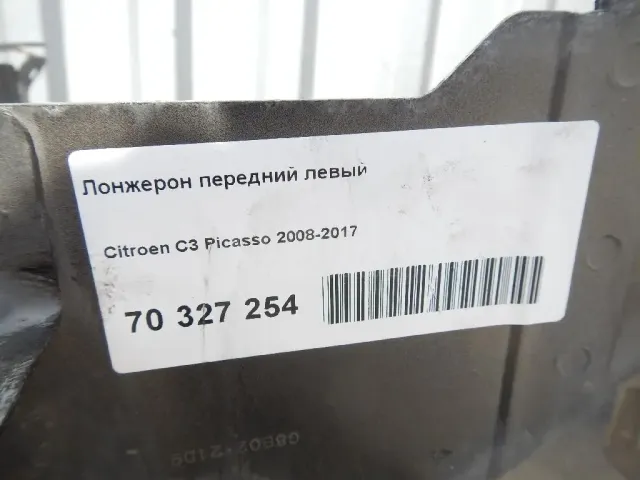 Лонжерон передний левый
Citroen C3 Picasso 2008-2017
70 327 254